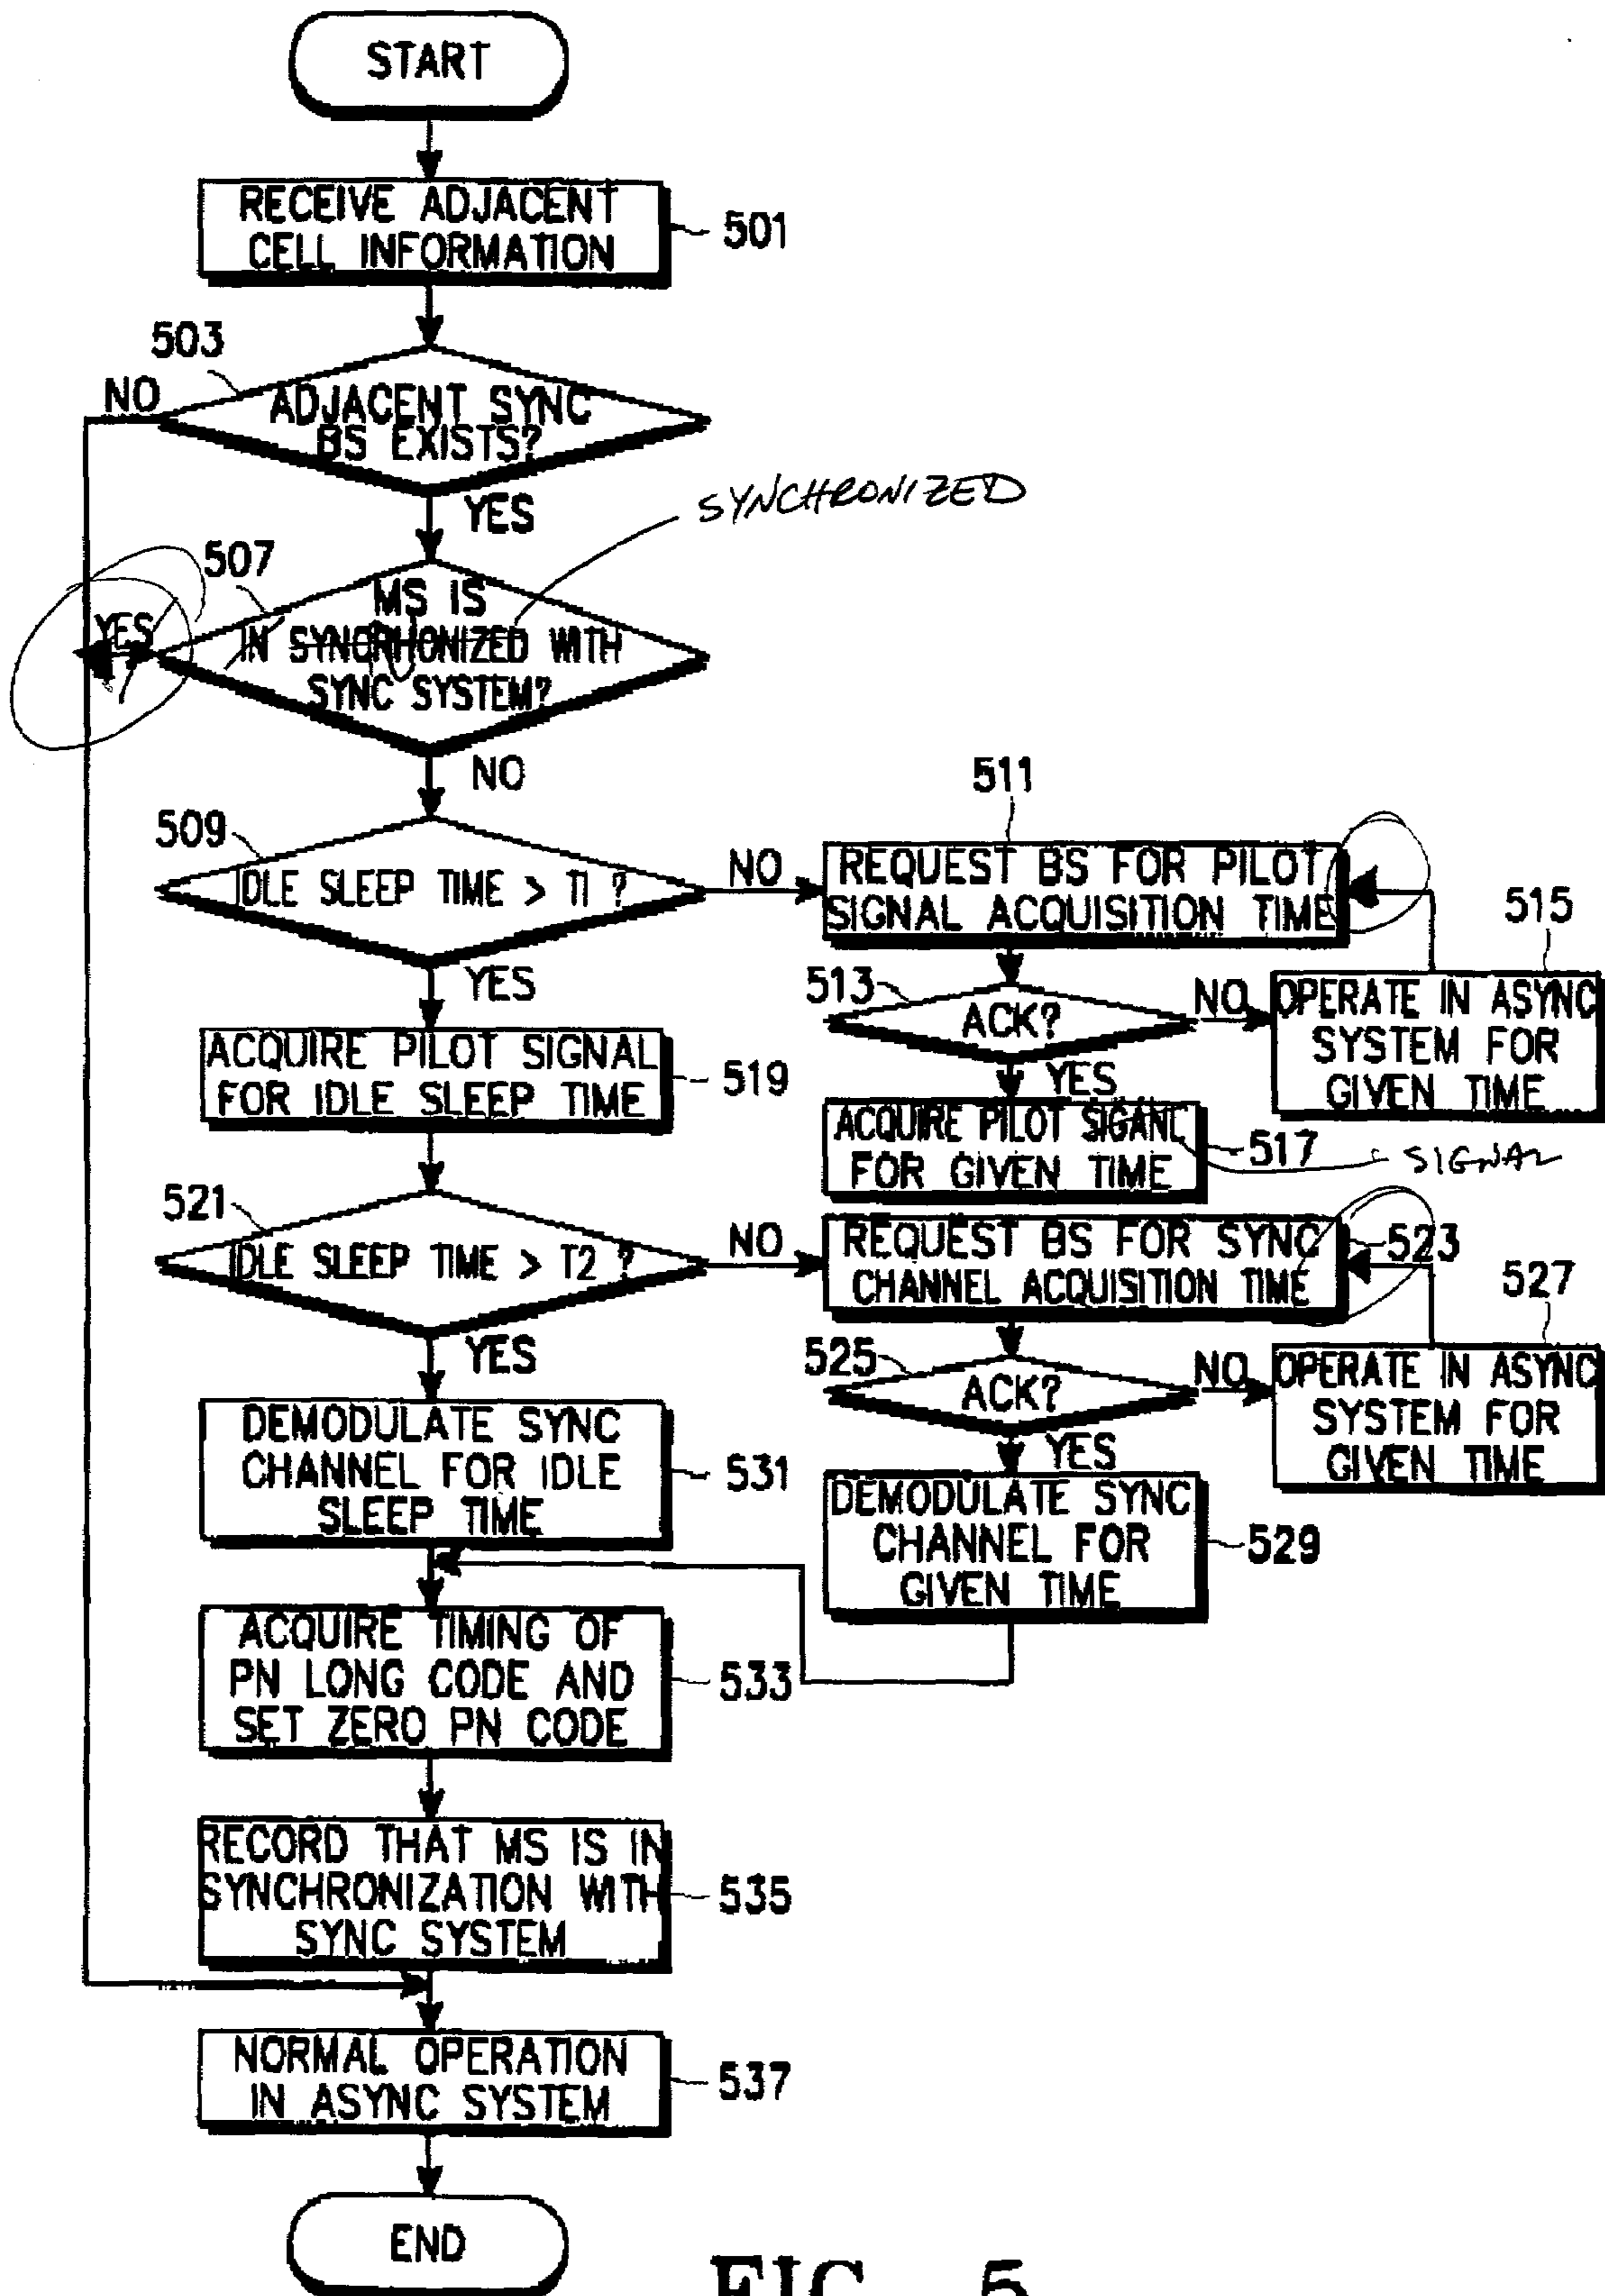 START
RECEIVE ADJACENT
CELL INFORMATION
501
503
NO
ADJACENT SYNC
BS EXISTS?
YES
SYNCHRONIZED
507
YES
MS IS
IN SYNCRHONIZED WITH
SYNC SYSTEM?
NO
509
IDLE SLEEP TIME > T1 ?
NO
YES
511
REQUEST BS FOR PILOT
SIGNAL ACQUISITION TIME
513
ACK?
NO
YES
515
OPERATE IN ASYNC
SYSTEM FOR
GIVEN TIME
ACQUIRE PILOT SIGANL
FOR GIVEN TIME
517
SIGNAL
ACQUIRE PILOT SIGNAL
FOR IDLE SLEEP TIME
519
521
IDLE SLEEP TIME > T2 ?
NO
YES
REQUEST BS FOR SYNC
CHANNEL ACQUISITION TIME
523
525
ACK?
NO
YES
527
OPERATE IN ASYNC
SYSTEM FOR
GIVEN TIME
DEMODULATE SYNC
CHANNEL FOR
GIVEN TIME
529
DEMODULATE SYNC
CHANNEL FOR IDLE
SLEEP TIME
531
ACQUIRE TIMING OF
PN LONG CODE AND
SET ZERO PN CODE
533
RECORD THAT MS IS IN
SYNCHRONIZATION WITH
SYNC SYSTEM
535
NORMAL OPERATION
IN ASYNC SYSTEM
537
END
FIG. 5